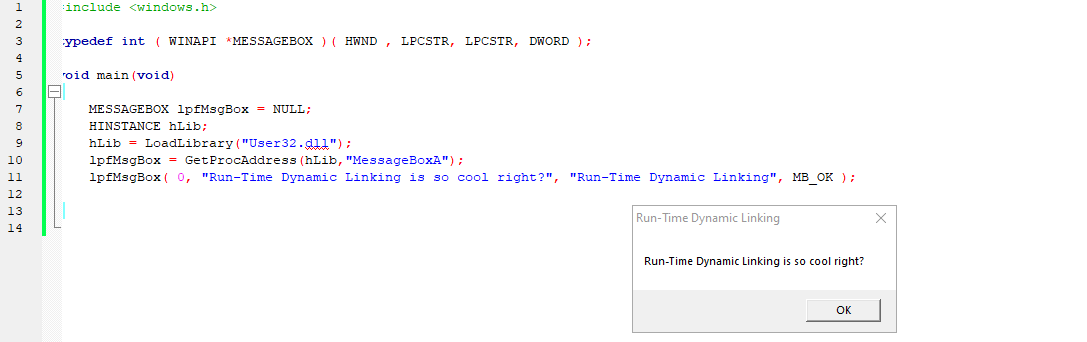 1 #include <windows.h>
2
3 typedef int ( WINAPI *MESSAGEBOX )( HWND , LPCSTR, LPCSTR, DWORD );
4
5 void main(void)
6
7 MESSAGEBOX lpfMsgBox = NULL;
8 HINSTANCE hLib;
9 hLib = LoadLibrary("User32.dll");
10 lpfMsgBox = GetProcAddress(hLib,"MessageBoxA");
11 lpfMsgBox( 0, "Run-Time Dynamic Linking is so cool right?", "Run-Time Dynamic Linking", MB_OK );
12
13
14
Run-Time Dynamic Linking
Run-Time Dynamic Linking is so cool right?
OK